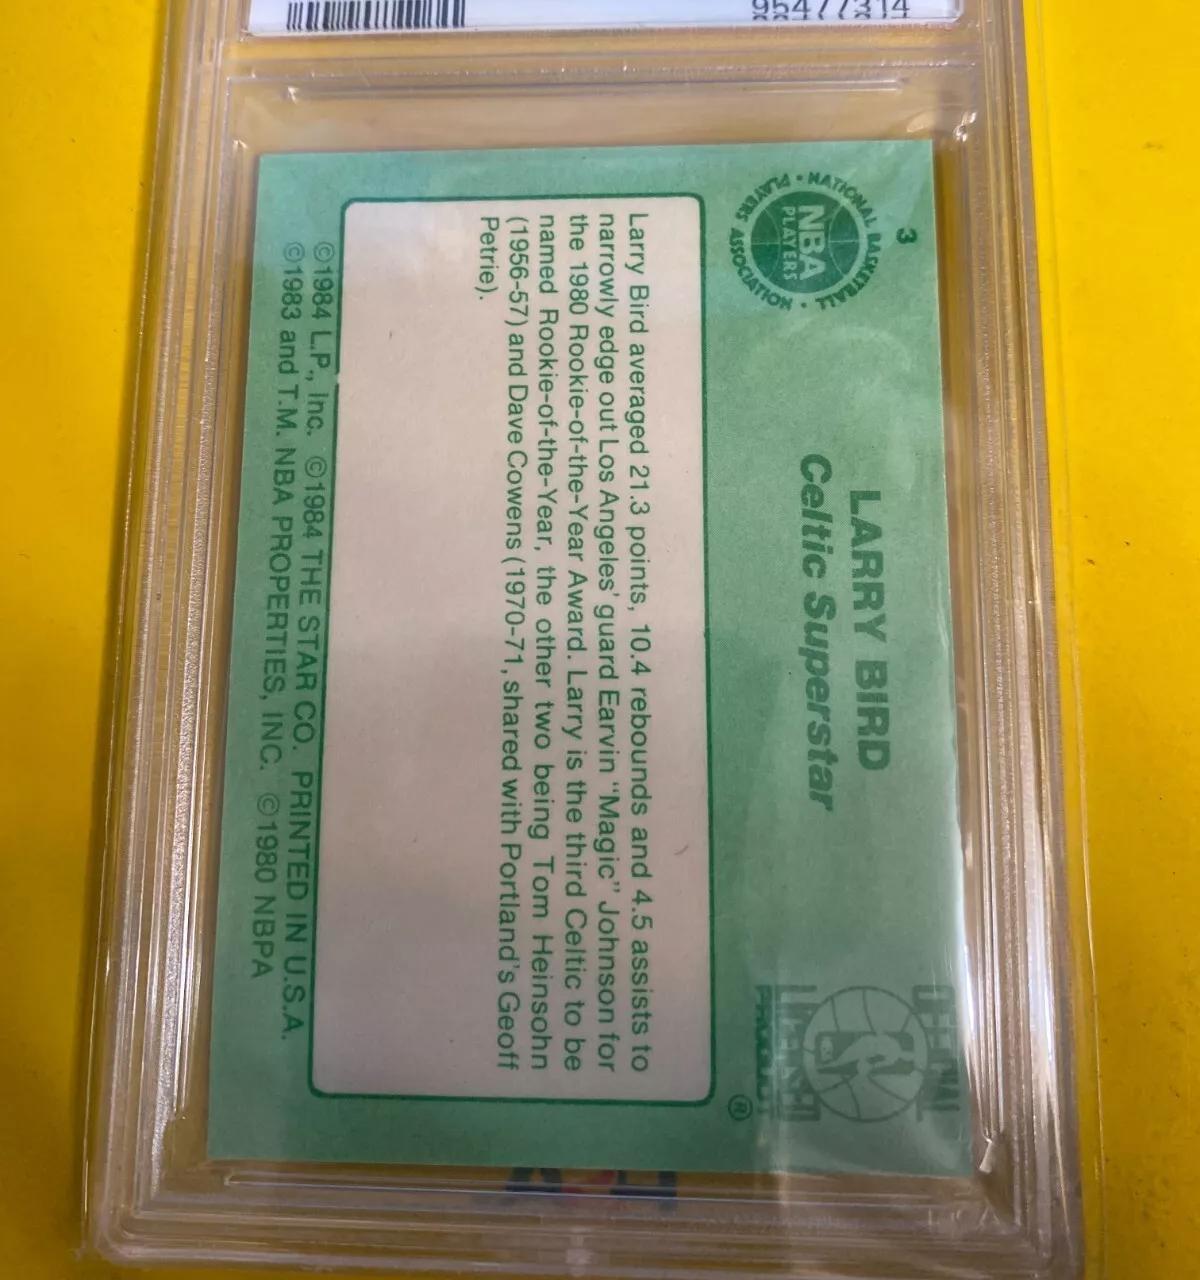 95477314
3
NATIONAL BASKETBALL PLAYERS ASSOCIATION
NBA
PLAYERS
LARRY BIRD
Celtic Superstar
OFFICIAL
LICENSED
PRODUCT
®
Larry Bird averaged 21.3 points, 10.4 rebounds and 4.5 assists to
narrowly edge out Los Angeles' guard Earvin "Magic" Johnson for
the 1980 Rookie-of-the-Year Award. Larry is the third Celtic to be
named Rookie-of-the-Year, the other two being Tom Heinsohn
(1956-57) and Dave Cowens (1970-71, shared with Portland's Geoff
Petrie).
©1984 L.P., Inc. ©1984 THE STAR CO. PRINTED IN U.S.A.
©1983 and T.M. NBA PROPERTIES, INC. ©1980 NBPA